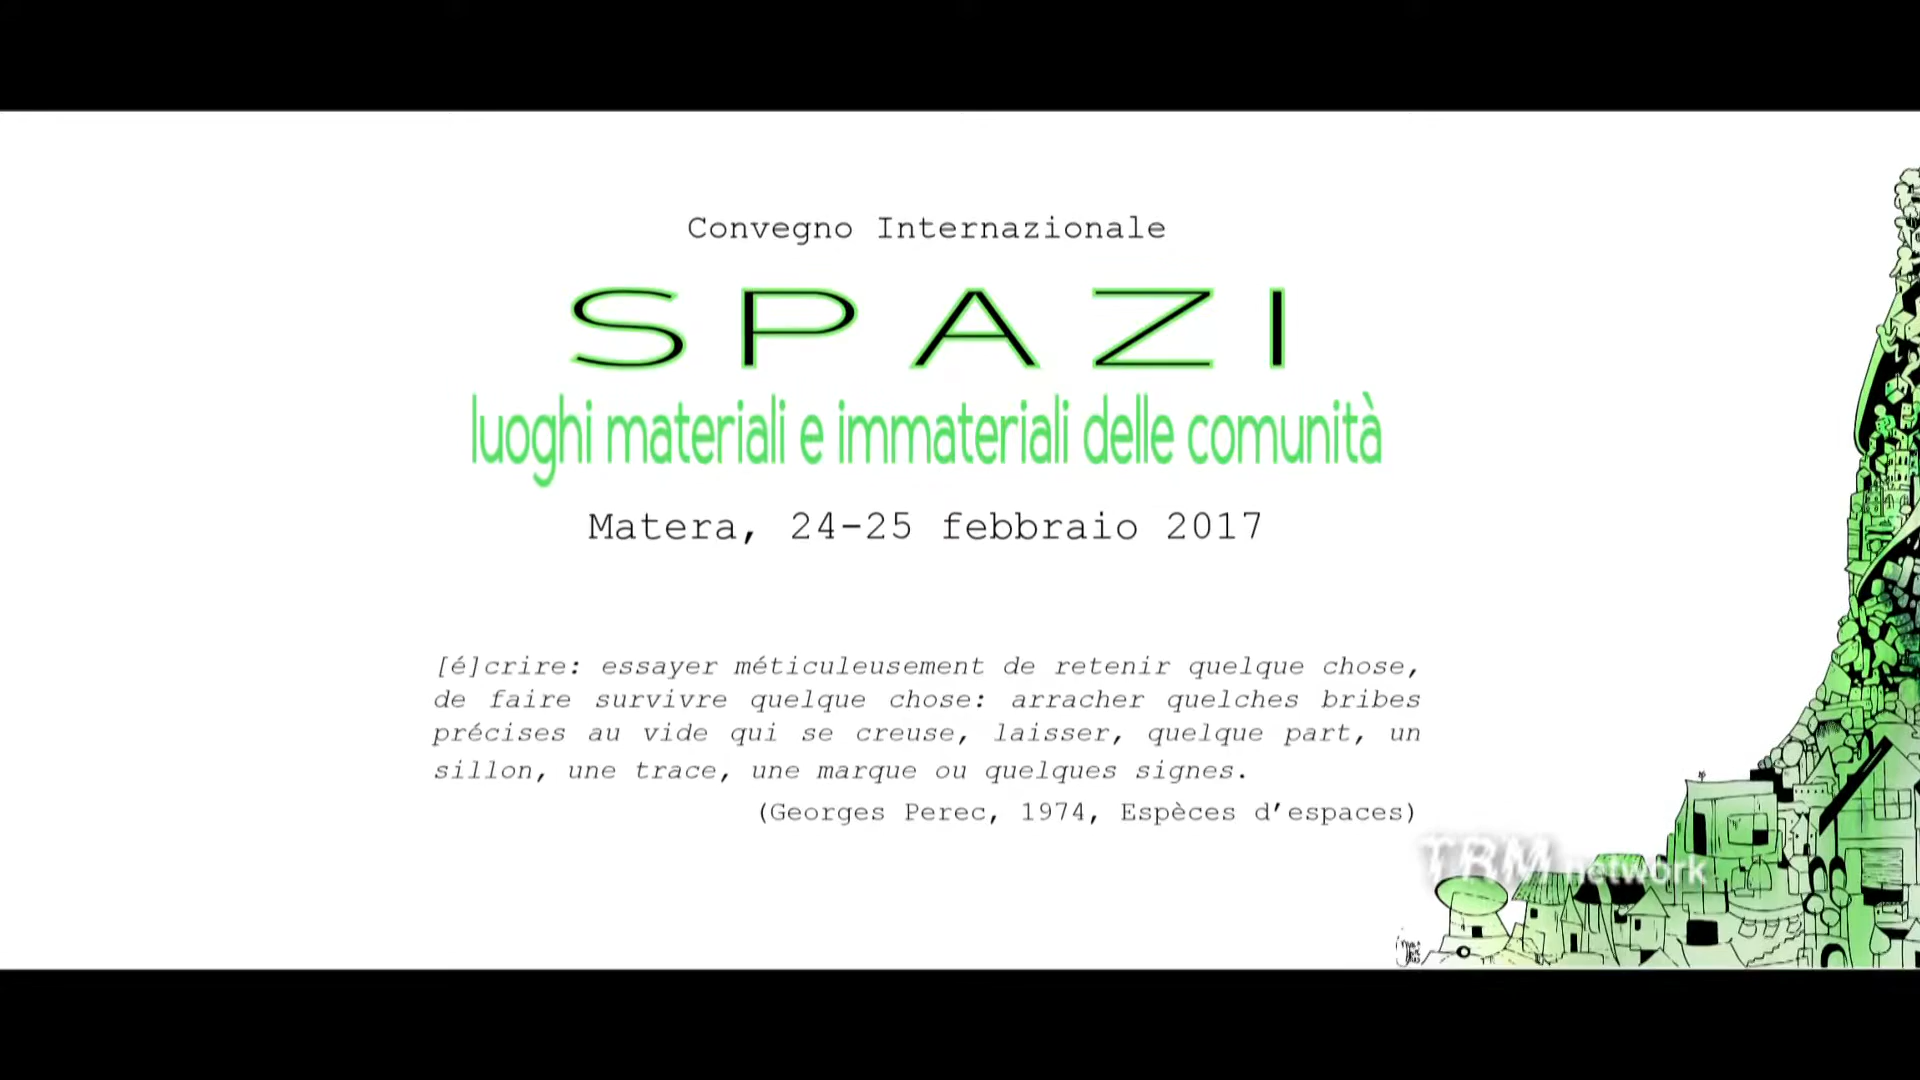 Convegno Internazionale
SPAZI
luoghi materiali e immateriali delle comunità
Matera, 24-25 febbraio 2017
[é]crire: essayer méticuleusement de retenir quelque chose,
de faire survivre quelque chose: arracher quelches bribes
précises au vide qui se creuse, laisser, quelque part, un
sillon, une trace, une marque ou quelques signes.
(Georges Perec, 1974, Espèces d'espaces)
TRM network